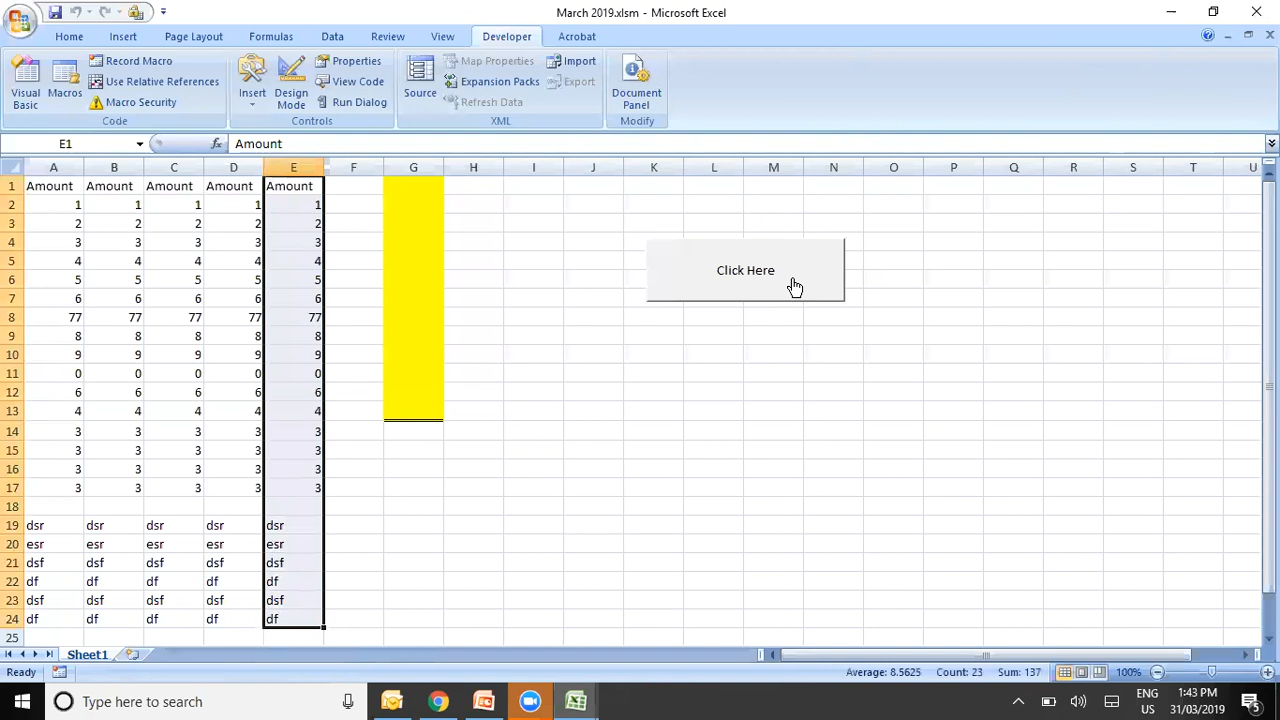 March 2019.xlsm - Microsoft Excel
Home Insert Page Layout Formulas Data Review View Developer Acrobat
Visual Basic
Macros
Record Macro
Use Relative References
Macro Security
Code
Insert
Design Mode
Properties
View Code
Run Dialog
Controls
Source
Map Properties
Expansion Packs
Refresh Data
Import
Export
XML
Document Panel
Modify
E1 fx Amount
A B C D E F G H I J K L M N O P Q R S T U
1 Amount Amount Amount Amount Amount
2 1 1 1 1 1
3 2 2 2 2 2
4 3 3 3 3 3
5 4 4 4 4 4
6 5 5 5 5 5
7 6 6 6 6 6
8 77 77 77 77 77
9 8 8 8 8 8
10 9 9 9 9 9
11 0 0 0 0 0
12 6 6 6 6 6
13 4 4 4 4 4
14 3 3 3 3 3
15 3 3 3 3 3
16 3 3 3 3 3
17 3 3 3 3 3
18
19 dsr dsr dsr dsr dsr
20 esr esr esr esr esr
21 dsf dsf dsf dsf dsf
22 df df df df df
23 dsf dsf dsf dsf dsf
24 df df df df df
25
Click Here
Sheet1
Ready Average: 8.5625 Count: 23 Sum: 137 100%
Type here to search
ENG
US
1:43 PM
31/03/2019
5